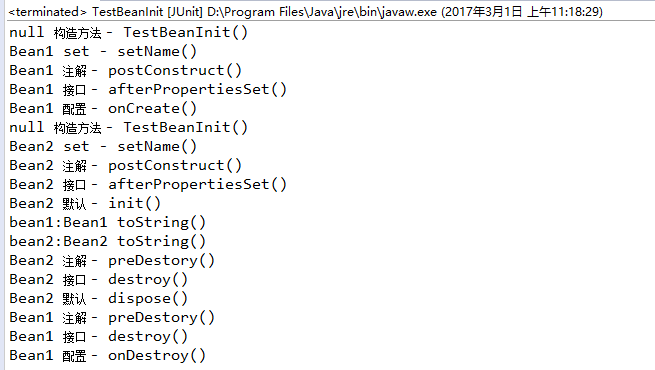 <terminated> TestBeanInit [JUnit] D:\Program Files\Java\jre\bin\javaw.exe (2017年3月1日 上午11:18:29)
null 构造方法 - TestBeanInit()
Bean1 set - setName()
Bean1 注解 - postConstruct()
Bean1 接口 - afterPropertiesSet()
Bean1 配置 - onCreate()
null 构造方法 - TestBeanInit()
Bean2 set - setName()
Bean2 注解 - postConstruct()
Bean2 接口 - afterPropertiesSet()
Bean2 默认 - init()
bean1:Bean1 toString()
bean2:Bean2 toString()
Bean2 注解 - preDestory()
Bean2 接口 - destroy()
Bean2 默认 - dispose()
Bean1 注解 - preDestory()
Bean1 接口 - destroy()
Bean1 配置 - onDestroy()